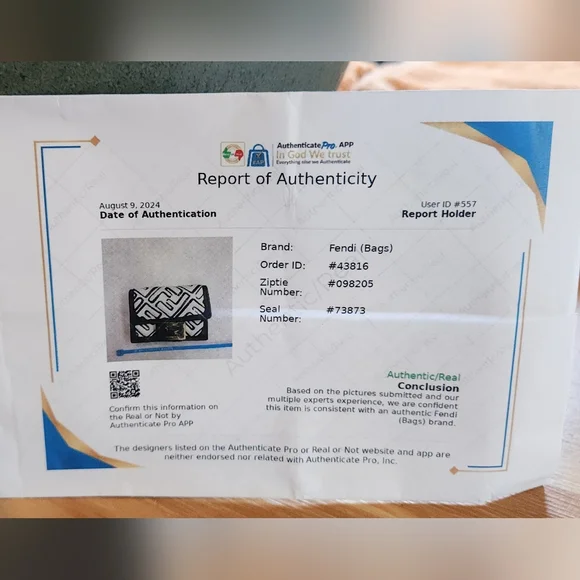 AuthenticatePro. APP
In God We trust
Everything else we Authenticate
Report of Authenticity
August 9, 2024
Date of Authentication
User ID #557
Report Holder
Brand: Fendi (Bags)
Order ID: #43816
Ziptie Number: #098205
Seal Number: #73873
Authentic/Real
Conclusion
Based on the pictures submitted and our
multiple experts experience, we are confident
this item is consistent with an authentic Fendi
(Bags) brand.
Confirm this information on
the Real or Not by
Authenticate Pro APP
The designers listed on the Authenticate Pro or Real or Not website and app are
neither endorsed nor related with Authenticate Pro, Inc.